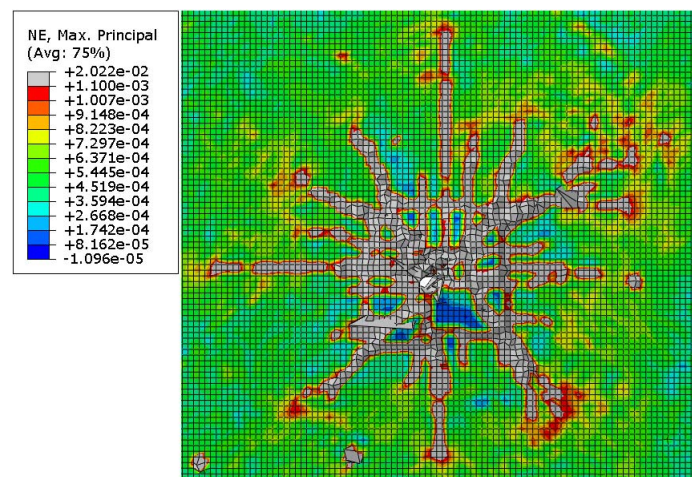 NE, Max. Principal
(Avg: 75%)
+2.022e-02
+1.100e-03
+1.007e-03
+9.148e-04
+8.223e-04
+7.297e-04
+6.371e-04
+5.445e-04
+4.519e-04
+3.594e-04
+2.668e-04
+1.742e-04
+8.162e-05
-1.096e-05